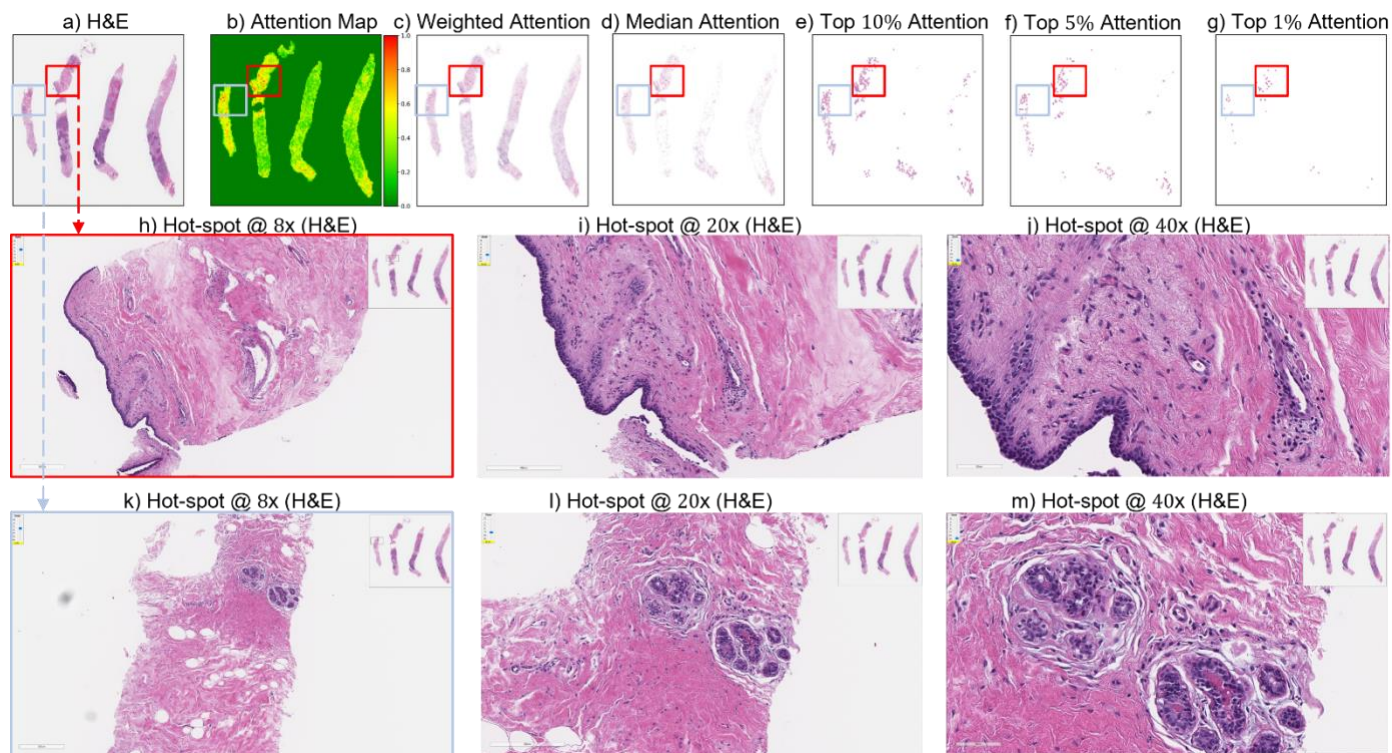 a) H&E
b) Attention Map
c) Weighted Attention
d) Median Attention
e) Top 10% Attention
f) Top 5% Attention
g) Top 1% Attention
1.0
0.8
0.6
0.4
0.2
0.0
h) Hot-spot @ 8x (H&E)
i) Hot-spot @ 20x (H&E)
j) Hot-spot @ 40x (H&E)
k) Hot-spot @ 8x (H&E)
l) Hot-spot @ 20x (H&E)
m) Hot-spot @ 40x (H&E)